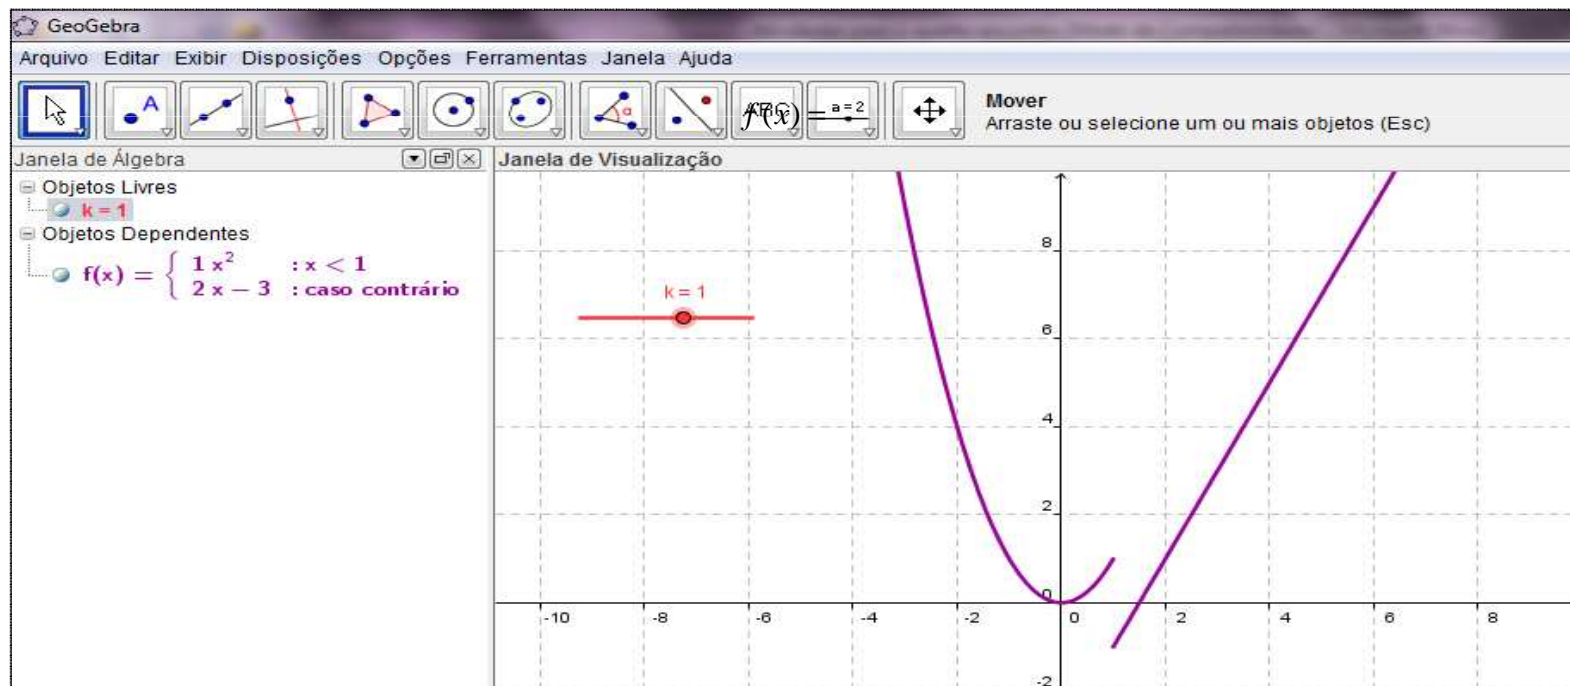 GeoGebra
Arquivo Editar Exibir Disposições Opções Ferramentas Janela Ajuda
A
α
f(x) =
a = 2
Mover
Arraste ou selecione um ou mais objetos (Esc)
Janela de Álgebra
Janela de Visualização
Objetos Livres
k = 1
Objetos Dependentes
f(x) = { 1 x² : x < 1
2 x – 3 : caso contrário
k = 1
8
6
4
2
0
-10 -8 -6 -4 -2 0 2 4 6 8
-2